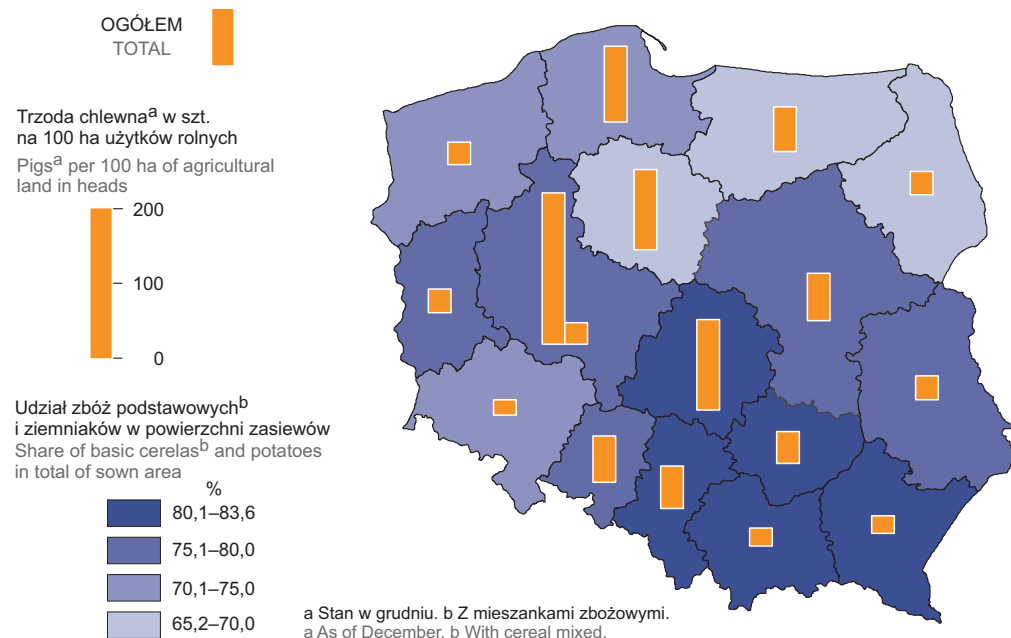 OGÓŁEM
TOTAL
Trzoda chlewnaa w szt.
na 100 ha użytków rolnych
Pigsa per 100 ha of agricultural
land in heads
200
100
0
Udział zbóż podstawowychb
i ziemniaków w powierzchni zasiewów
Share of basic cerelasb and potatoes
in total of sown area
%
80,1–83,6
75,1–80,0
70,1–75,0
65,2–70,0
a Stan w grudniu. b Z mieszankami zbożowymi.
a As of December. b With cereal mixed.